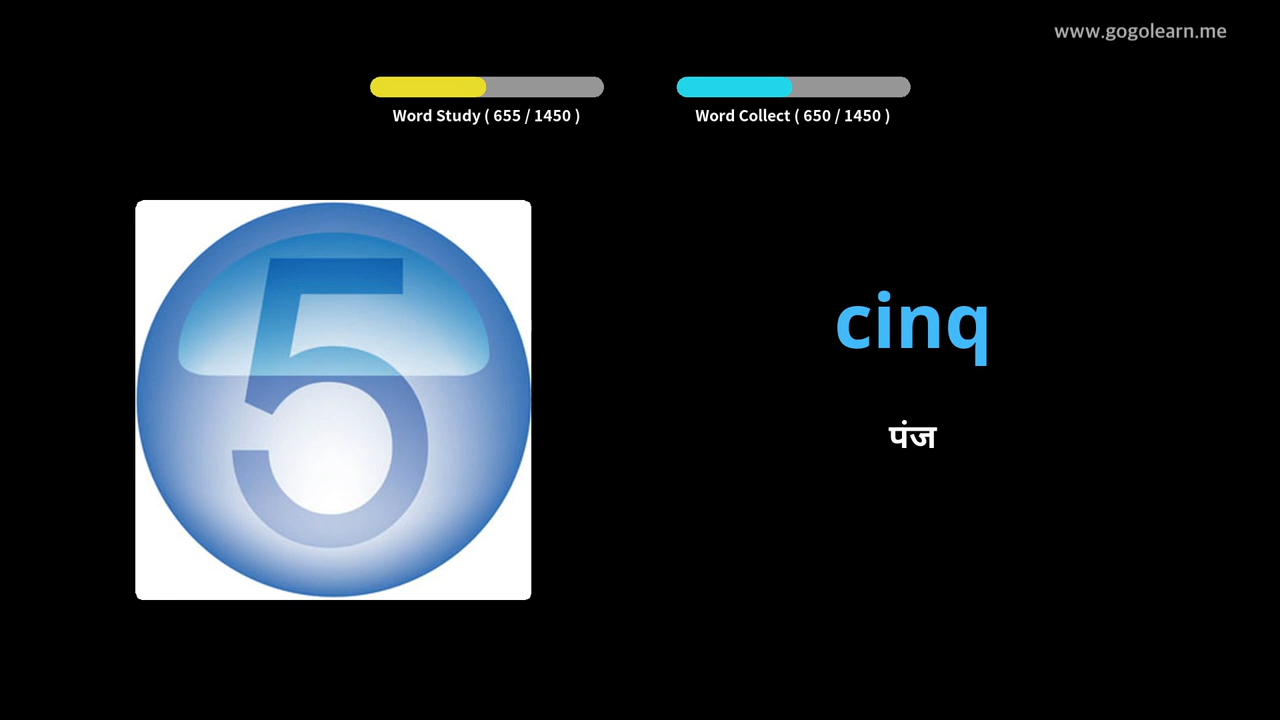 www.gogolearn.me
Word Study ( 655 / 1450 )
Word Collect ( 650 / 1450 )
5
cinq
पंज